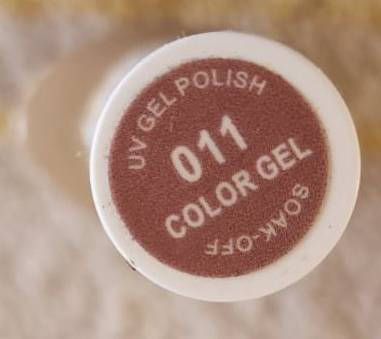 UV GEL POLISH
011
COLOR GEL
SOAK-OFF